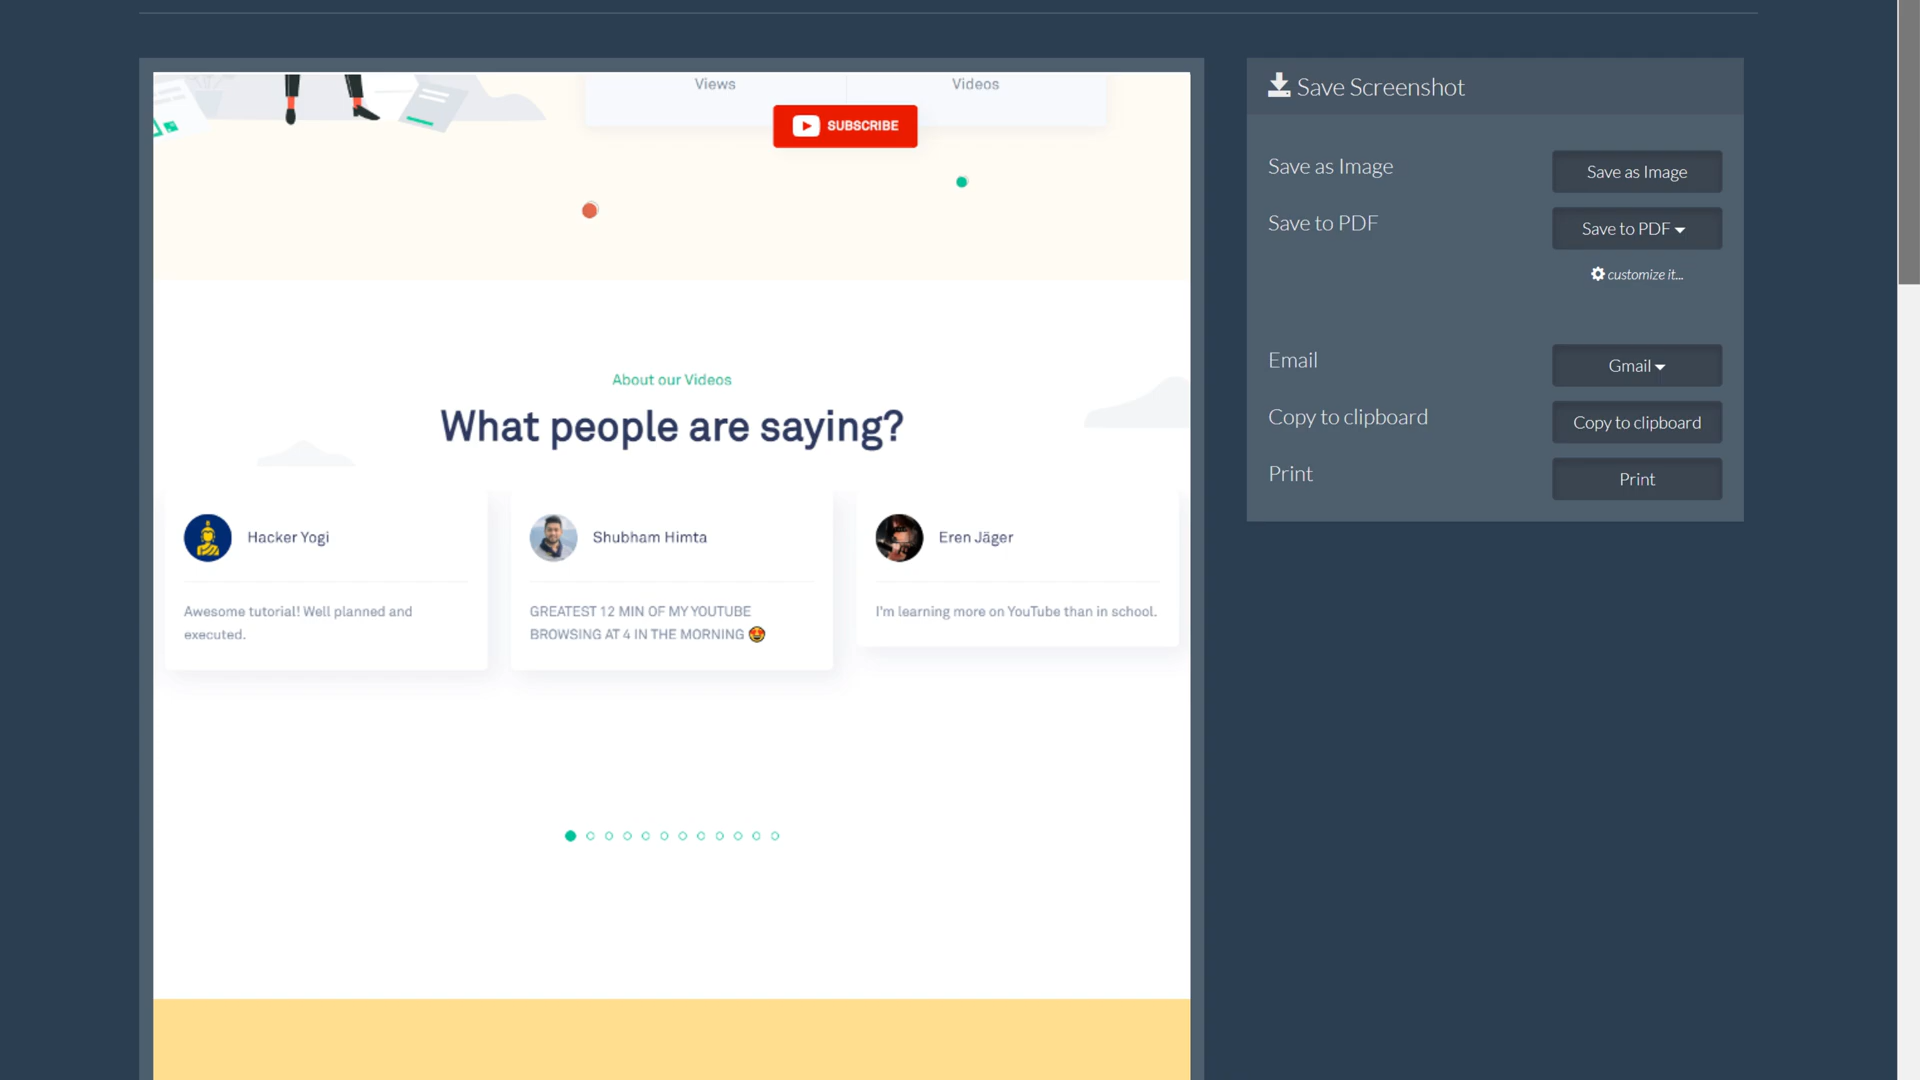 Views
Videos
SUBSCRIBE
About our Videos
What people are saying?
Hacker Yogi
Awesome tutorial! Well planned and
executed.
Shubham Himta
GREATEST 12 MIN OF MY YOUTUBE
BROWSING AT 4 IN THE MORNING 🤩
Eren Jäger
I'm learning more on YouTube than in school.
Save Screenshot
Save as Image
Save as Image
Save to PDF
Save to PDF
customize it...
Email
Gmail
Copy to clipboard
Copy to clipboard
Print
Print